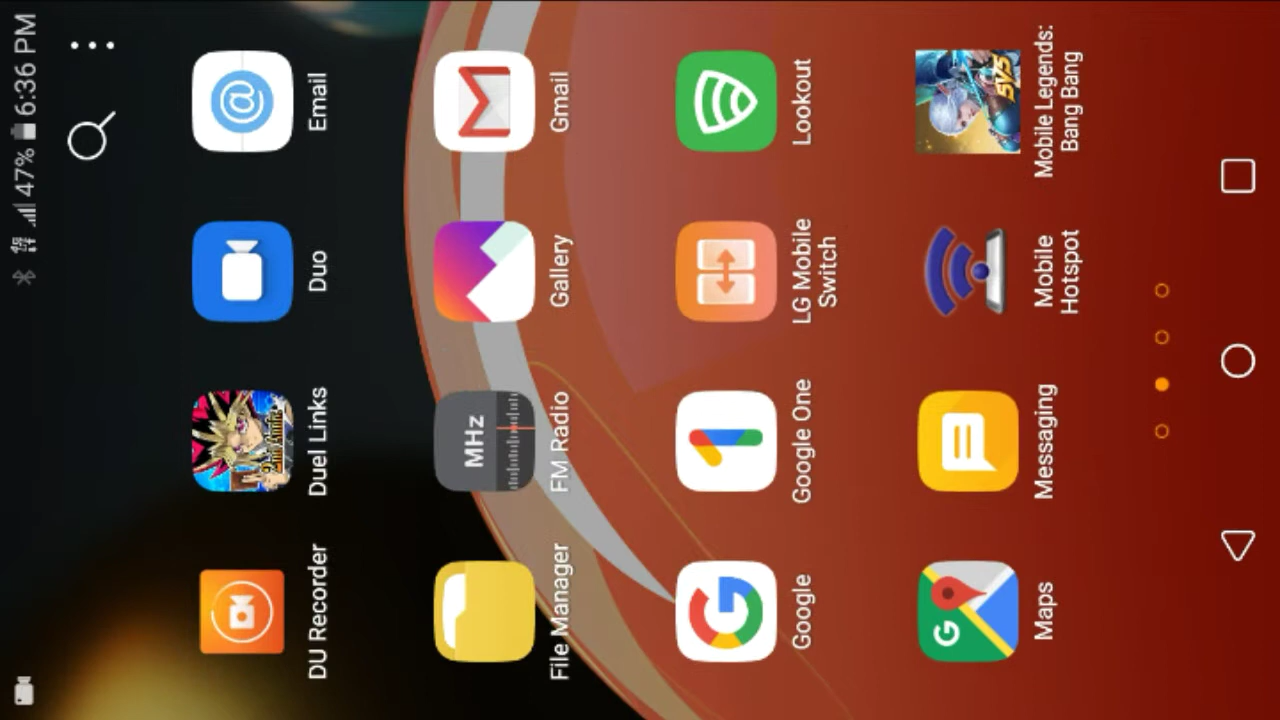 47% 6:36 PM
DU Recorder
Duel Links
Duo
Email
MHz
File Manager
FM Radio
Gallery
Gmail
Google
Google One
LG Mobile
Switch
Lookout
5V5
G
Maps
Messaging
Mobile
Hotspot
Mobile Legends:
Bang Bang